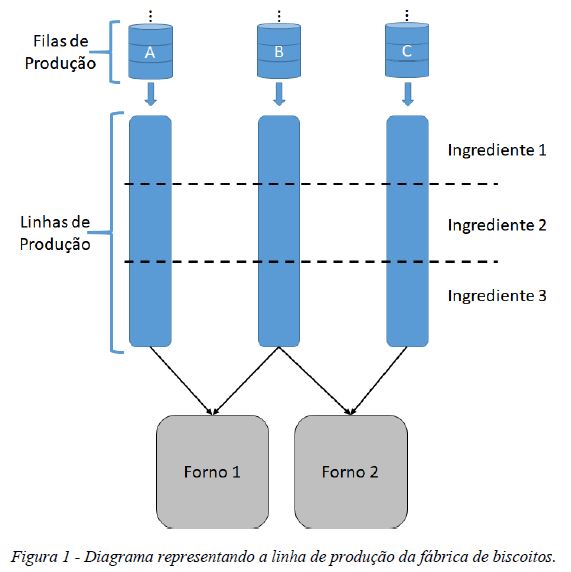 Filas de
Produção
A
B
C
Ingrediente 1
Linhas de
Produção
Ingrediente 2
Ingrediente 3
Forno 1
Forno 2
Figura 1 - Diagrama representando a linha de produção da fábrica de biscoitos.